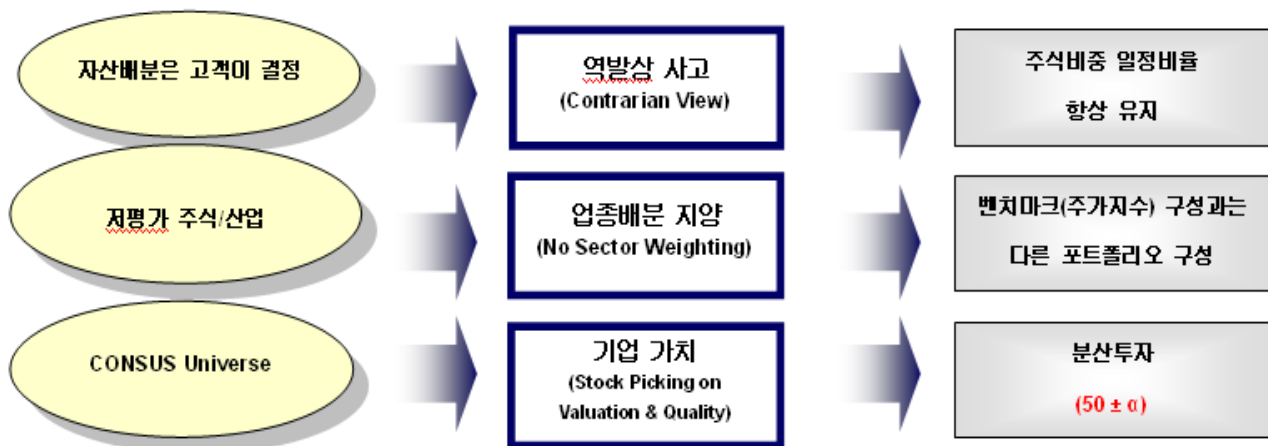 자산배분은 고객이 결정
역발상 사고
(Contrarian View)
주식비중 일정비율
항상 유지
저평가 주식/산업
업종배분 지양
(No Sector Weighting)
벤치마크(주가지수) 구성과는
다른 포트폴리오 구성
CONSUS Universe
기업 가치
(Stock Picking on
Valuation & Quality)
분산투자
(50 ± α)